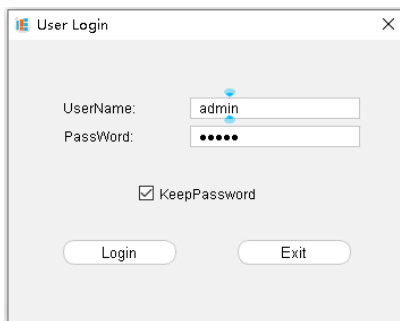 User Login
UserName:
admin
PassWord:
•••••
KeepPassword
Login
Exit